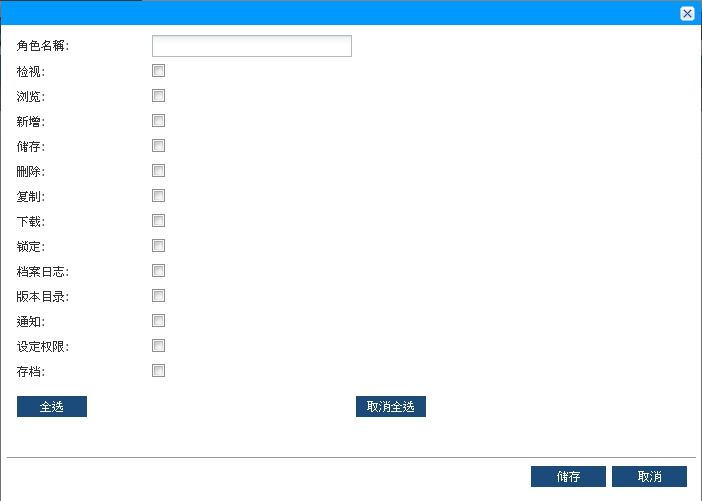 角色名稱:
检视:
浏览:
新增:
储存:
删除:
复制:
下载:
锁定:
档案日志:
版本目录:
通知:
设定权限:
存档:
全选 取消全选
储存 取消